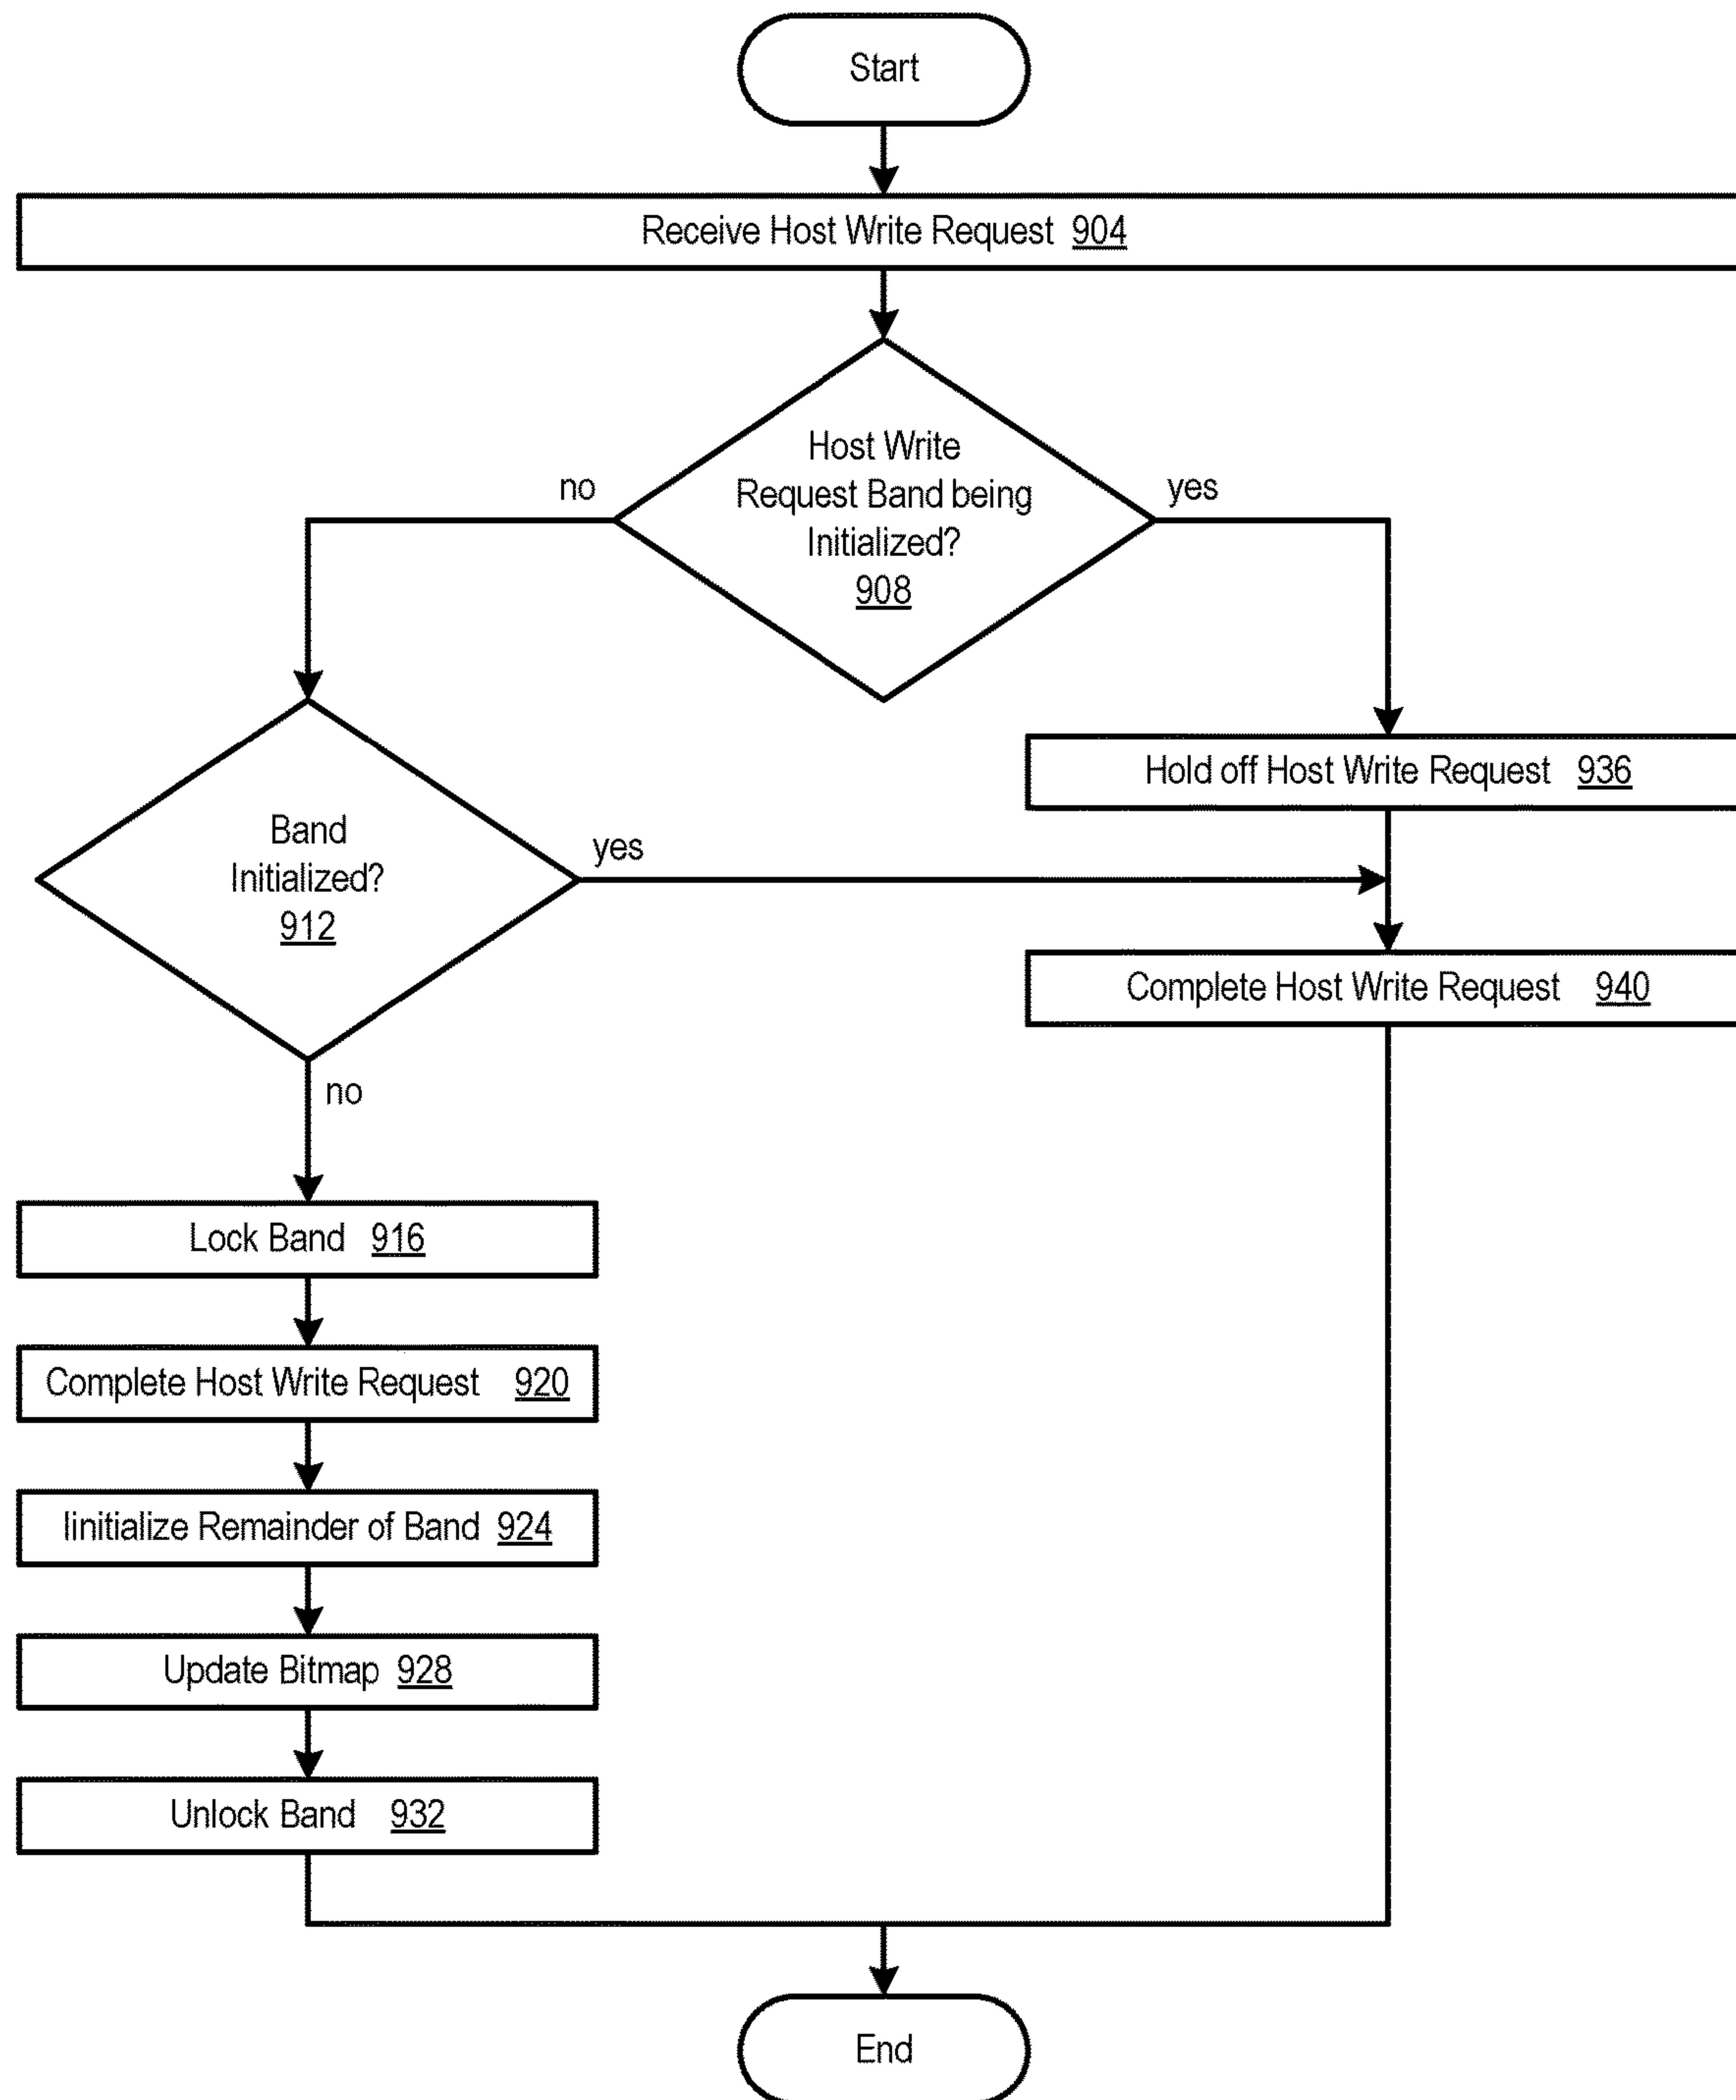 Start
Receive Host Write Request 904
Host Write
Request Band being
Initialized?
908
no
yes
Hold off Host Write Request 936
Band
Initialized?
912
yes
Complete Host Write Request 940
no
Lock Band 916
Complete Host Write Request 920
Iinitialize Remainder of Band 924
Update Bitmap 928
Unlock Band 932
End